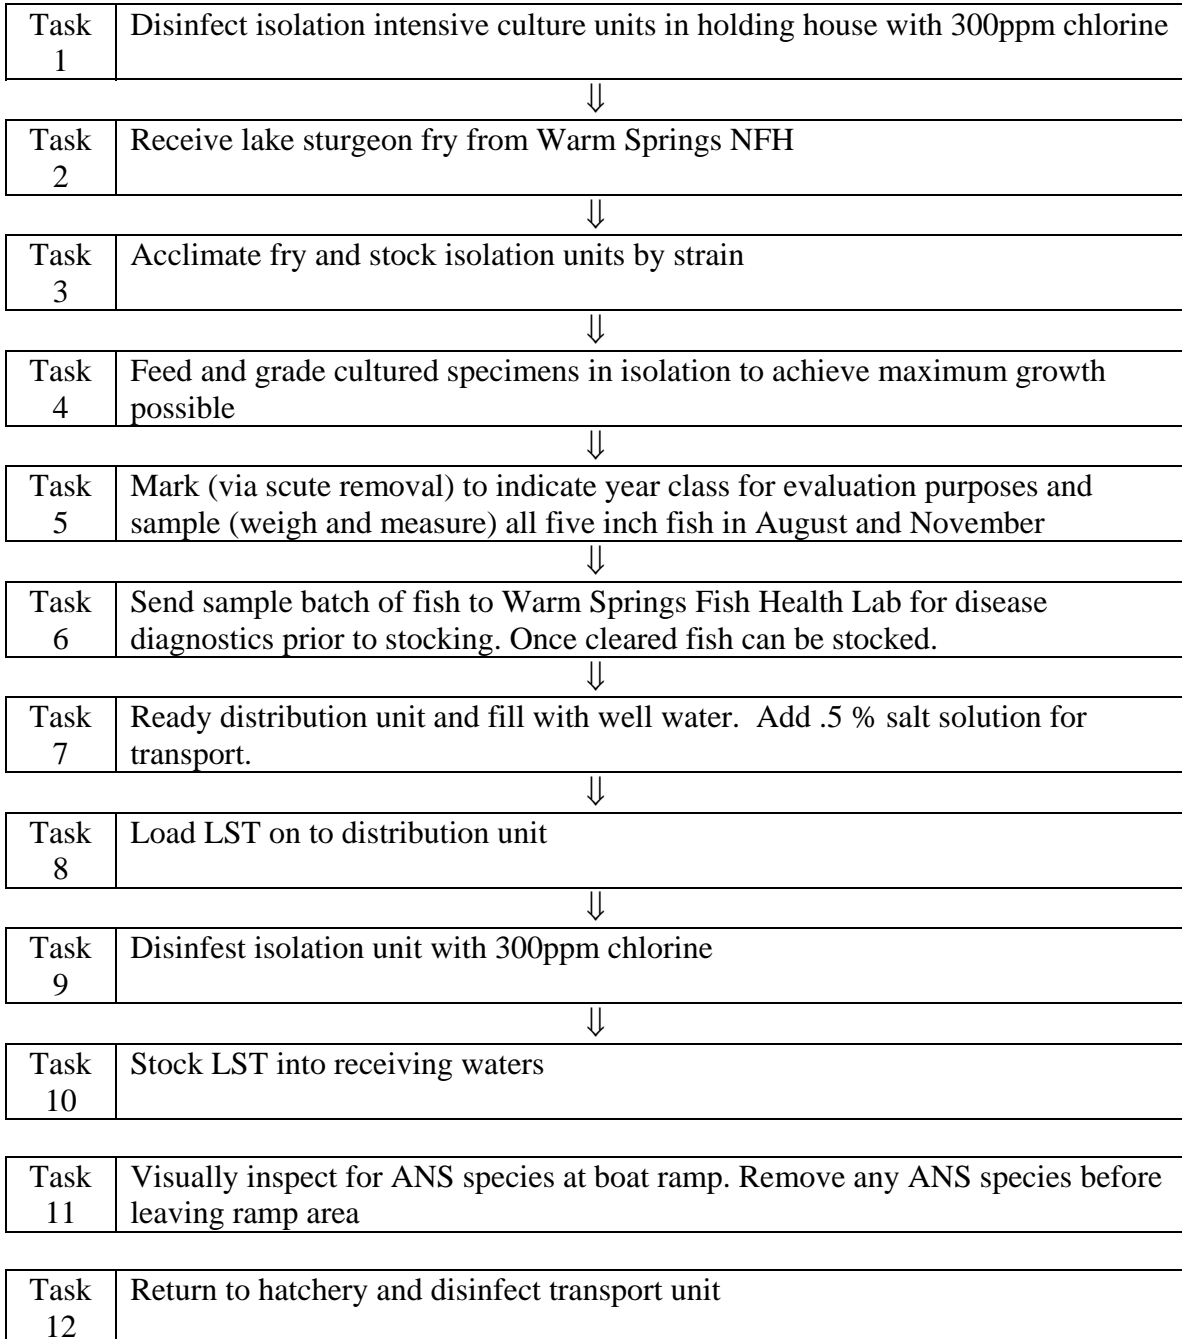 Task Disinfect isolation intensive culture units in holding house with 300ppm chlorine
1
⇓
Task Receive lake sturgeon fry from Warm Springs NFH
2
⇓
Task Acclimate fry and stock isolation units by strain
3
⇓
Task Feed and grade cultured specimens in isolation to achieve maximum growth
4 possible
⇓
Task Mark (via scute removal) to indicate year class for evaluation purposes and
5 sample (weigh and measure) all five inch fish in August and November
⇓
Task Send sample batch of fish to Warm Springs Fish Health Lab for disease
6 diagnostics prior to stocking. Once cleared fish can be stocked.
⇓
Task Ready distribution unit and fill with well water.  Add .5 % salt solution for
7 transport.
⇓
Task Load LST on to distribution unit
8
⇓
Task Disinfest isolation unit with 300ppm chlorine
9
⇓
Task Stock LST into receiving waters
10
Task Visually inspect for ANS species at boat ramp. Remove any ANS species before
11 leaving ramp area
Task Return to hatchery and disinfect transport unit
12